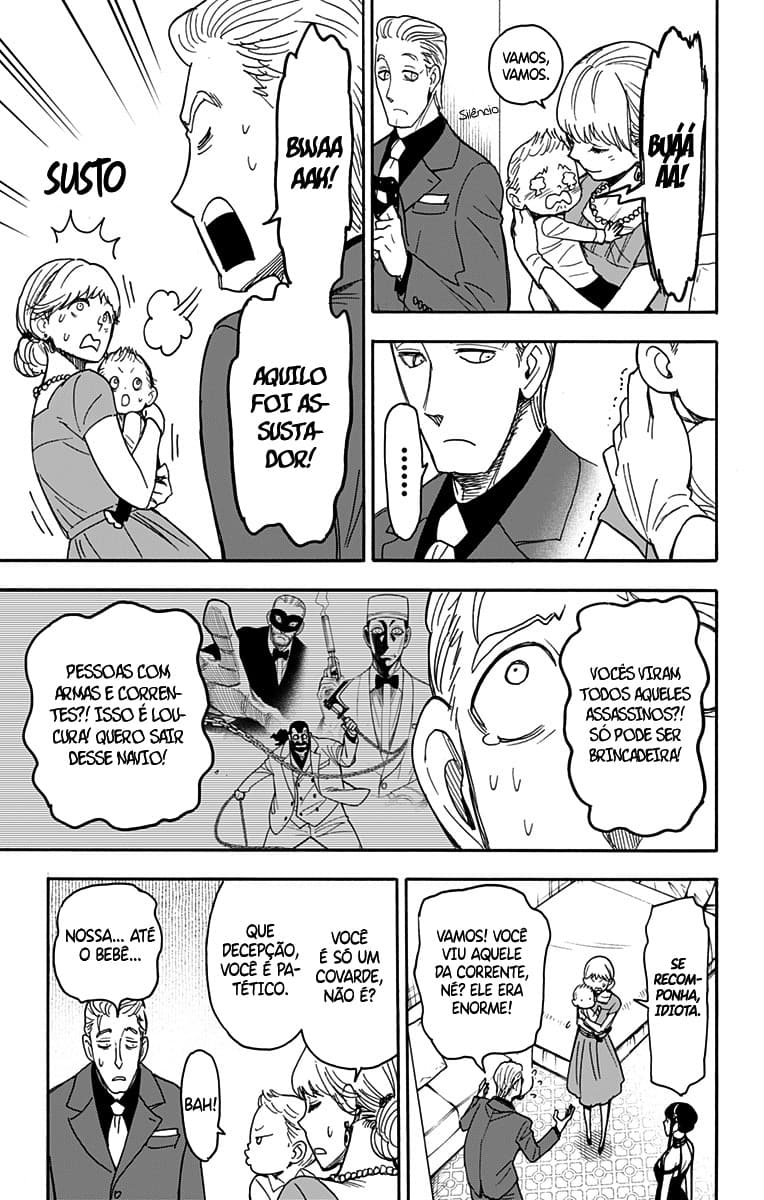 BUÁÁ
ÁÁ!
VAMOS,
VAMOS.
Silêncio
......
BWAA
AAH!
AQUILO
FOI AS-
SUSTA-
DOR!
SUSTO
VOCÊS VIRAM
TODOS AQUELES
ASSASSINOS?!
SÓ PODE SER
BRINCADEIRA!
PESSOAS COM
ARMAS E CORREN-
TES?! ISSO É LOU-
CURA! QUERO SAIR
DESSE NAVIO!
SE
RECOM-
PONHA,
IDIOTA.
VAMOS! VOCÊ
VIU AQUELE
DA CORRENTE,
NÉ? ELE ERA
ENORME!
VOCÊ
É SÓ UM
COVARDE,
NÃO É?
QUE
DECEPÇÃO,
VOCÊ É PA-
TÉTICO.
BAH!
NOSSA... ATÉ
O BEBÊ...